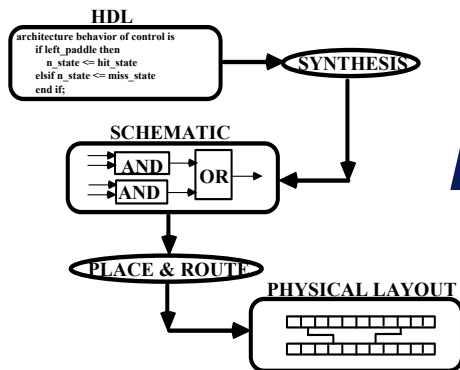 HDL
architecture behavior of control is
if left_paddle then
n_state <= hit_state
elsif n_state <= miss_state
end if;
SYNTHESIS
SCHEMATIC
AND
OR
AND
PLACE & ROUTE
PHYSICAL LAYOUT